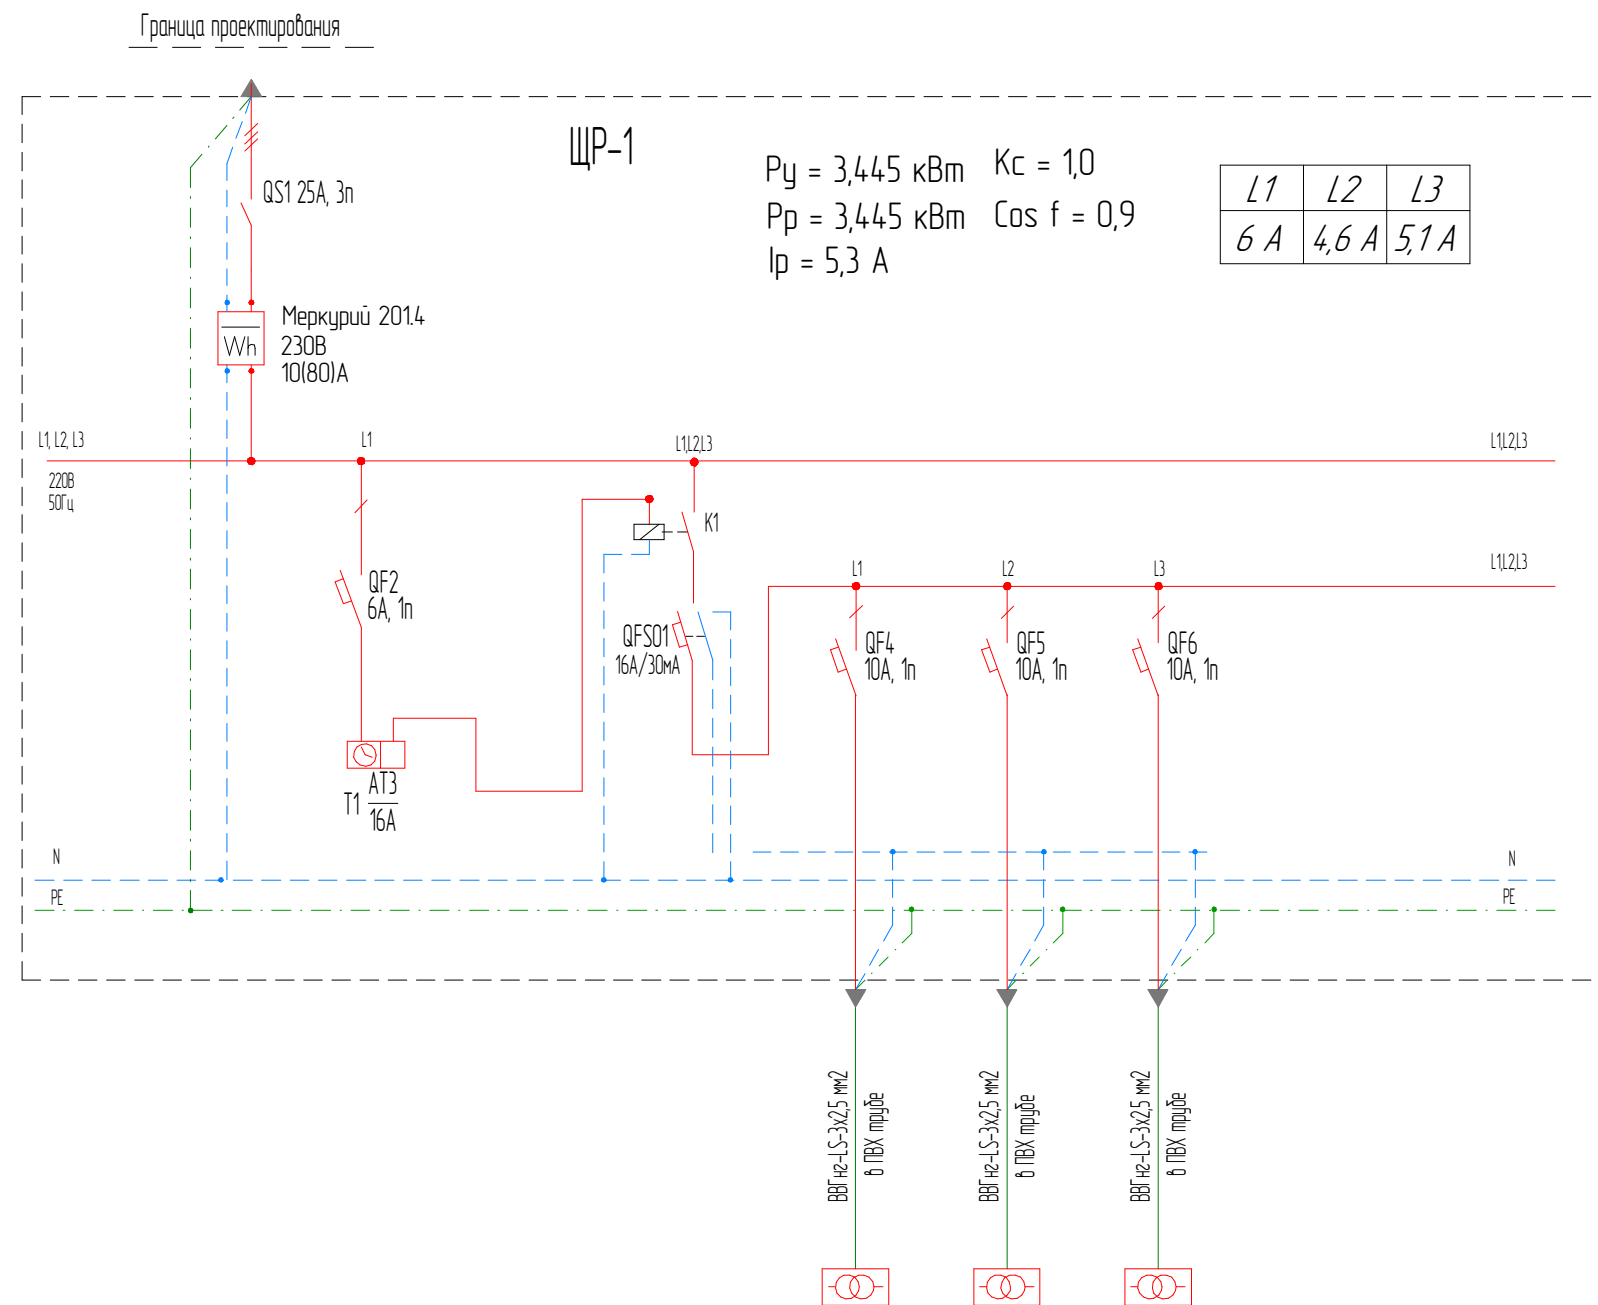 Граница проектирования
ЩР-1
Ру = 3,445 кВт
Кс = 1,0
Рр = 3,445 кВт
Cos f = 0,9
Iр = 5,3 А
L1 L2 L3
6 А 4,6 А 5,1 А
QS1 25А, 3п
Меркурий 201.4
230В
10(80)А
Wh
L1, L2, L3
L1
L1,L2,L3
L1,L2,L3
220В
50Гц
K1
L1
L2
L3
L1,L2,L3
QF2
6А, 1п
QFS01
16А/30мА
QF4
10А, 1п
QF5
10А, 1п
QF6
10А, 1п
Т1
АТ3
16А
N
N
PE
PE
ВВГнг-LS-3х2,5 мм2
в ПВХ трубе
ВВГнг-LS-3х2,5 мм2
в ПВХ трубе
ВВГнг-LS-3х2,5 мм2
в ПВХ трубе